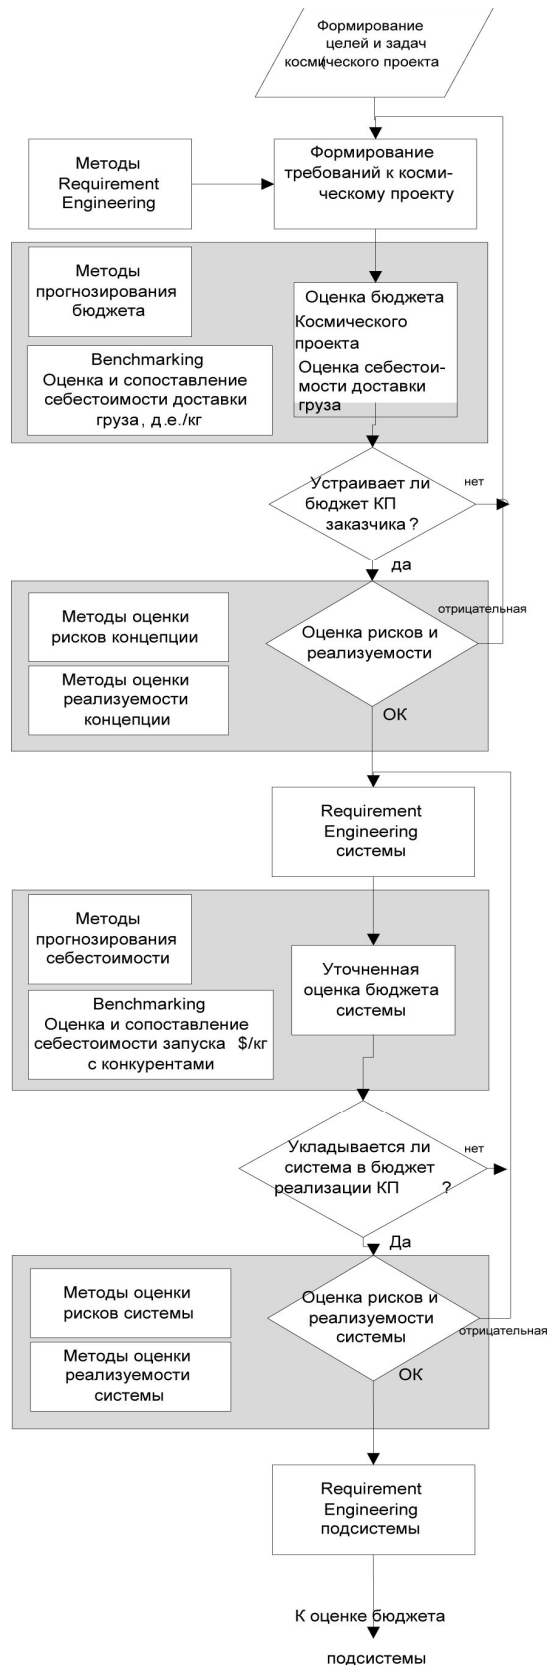 Формирование
целей и задач
космического проекта
Методы
Requirement
Engineering
Формирование
требований к косми-
ческому проекту
Методы
прогнозирования
бюджета
Benchmarking
Оценка и сопоставление
себестоимости доставки
груза, д.е./кг
Оценка бюджета
Космического
проекта
Оценка себестои-
мости доставки
груза
Устраивает ли
бюджет КП
заказчика ?
нет
да
Методы оценки
рисков концепции
Методы оценки
реализуемости
концепции
Оценка рисков и
реализуемости
отрицательная
ОК
Requirement
Engineering
системы
Методы
прогнозирования
себестоимости
Benchmarking
Оценка и сопоставление
себестоимости запуска $/кг
с конкурентами
Уточненная
оценка бюджета
системы
Укладывается ли
система в бюджет
реализации КП ?
нет
Да
Методы оценки
рисков системы
Методы оценки
реализуемости
системы
Оценка рисков и
реализуемости
системы
отрицательная
ОК
Requirement
Engineering
подсистемы
К оценке бюджета
подсистемы